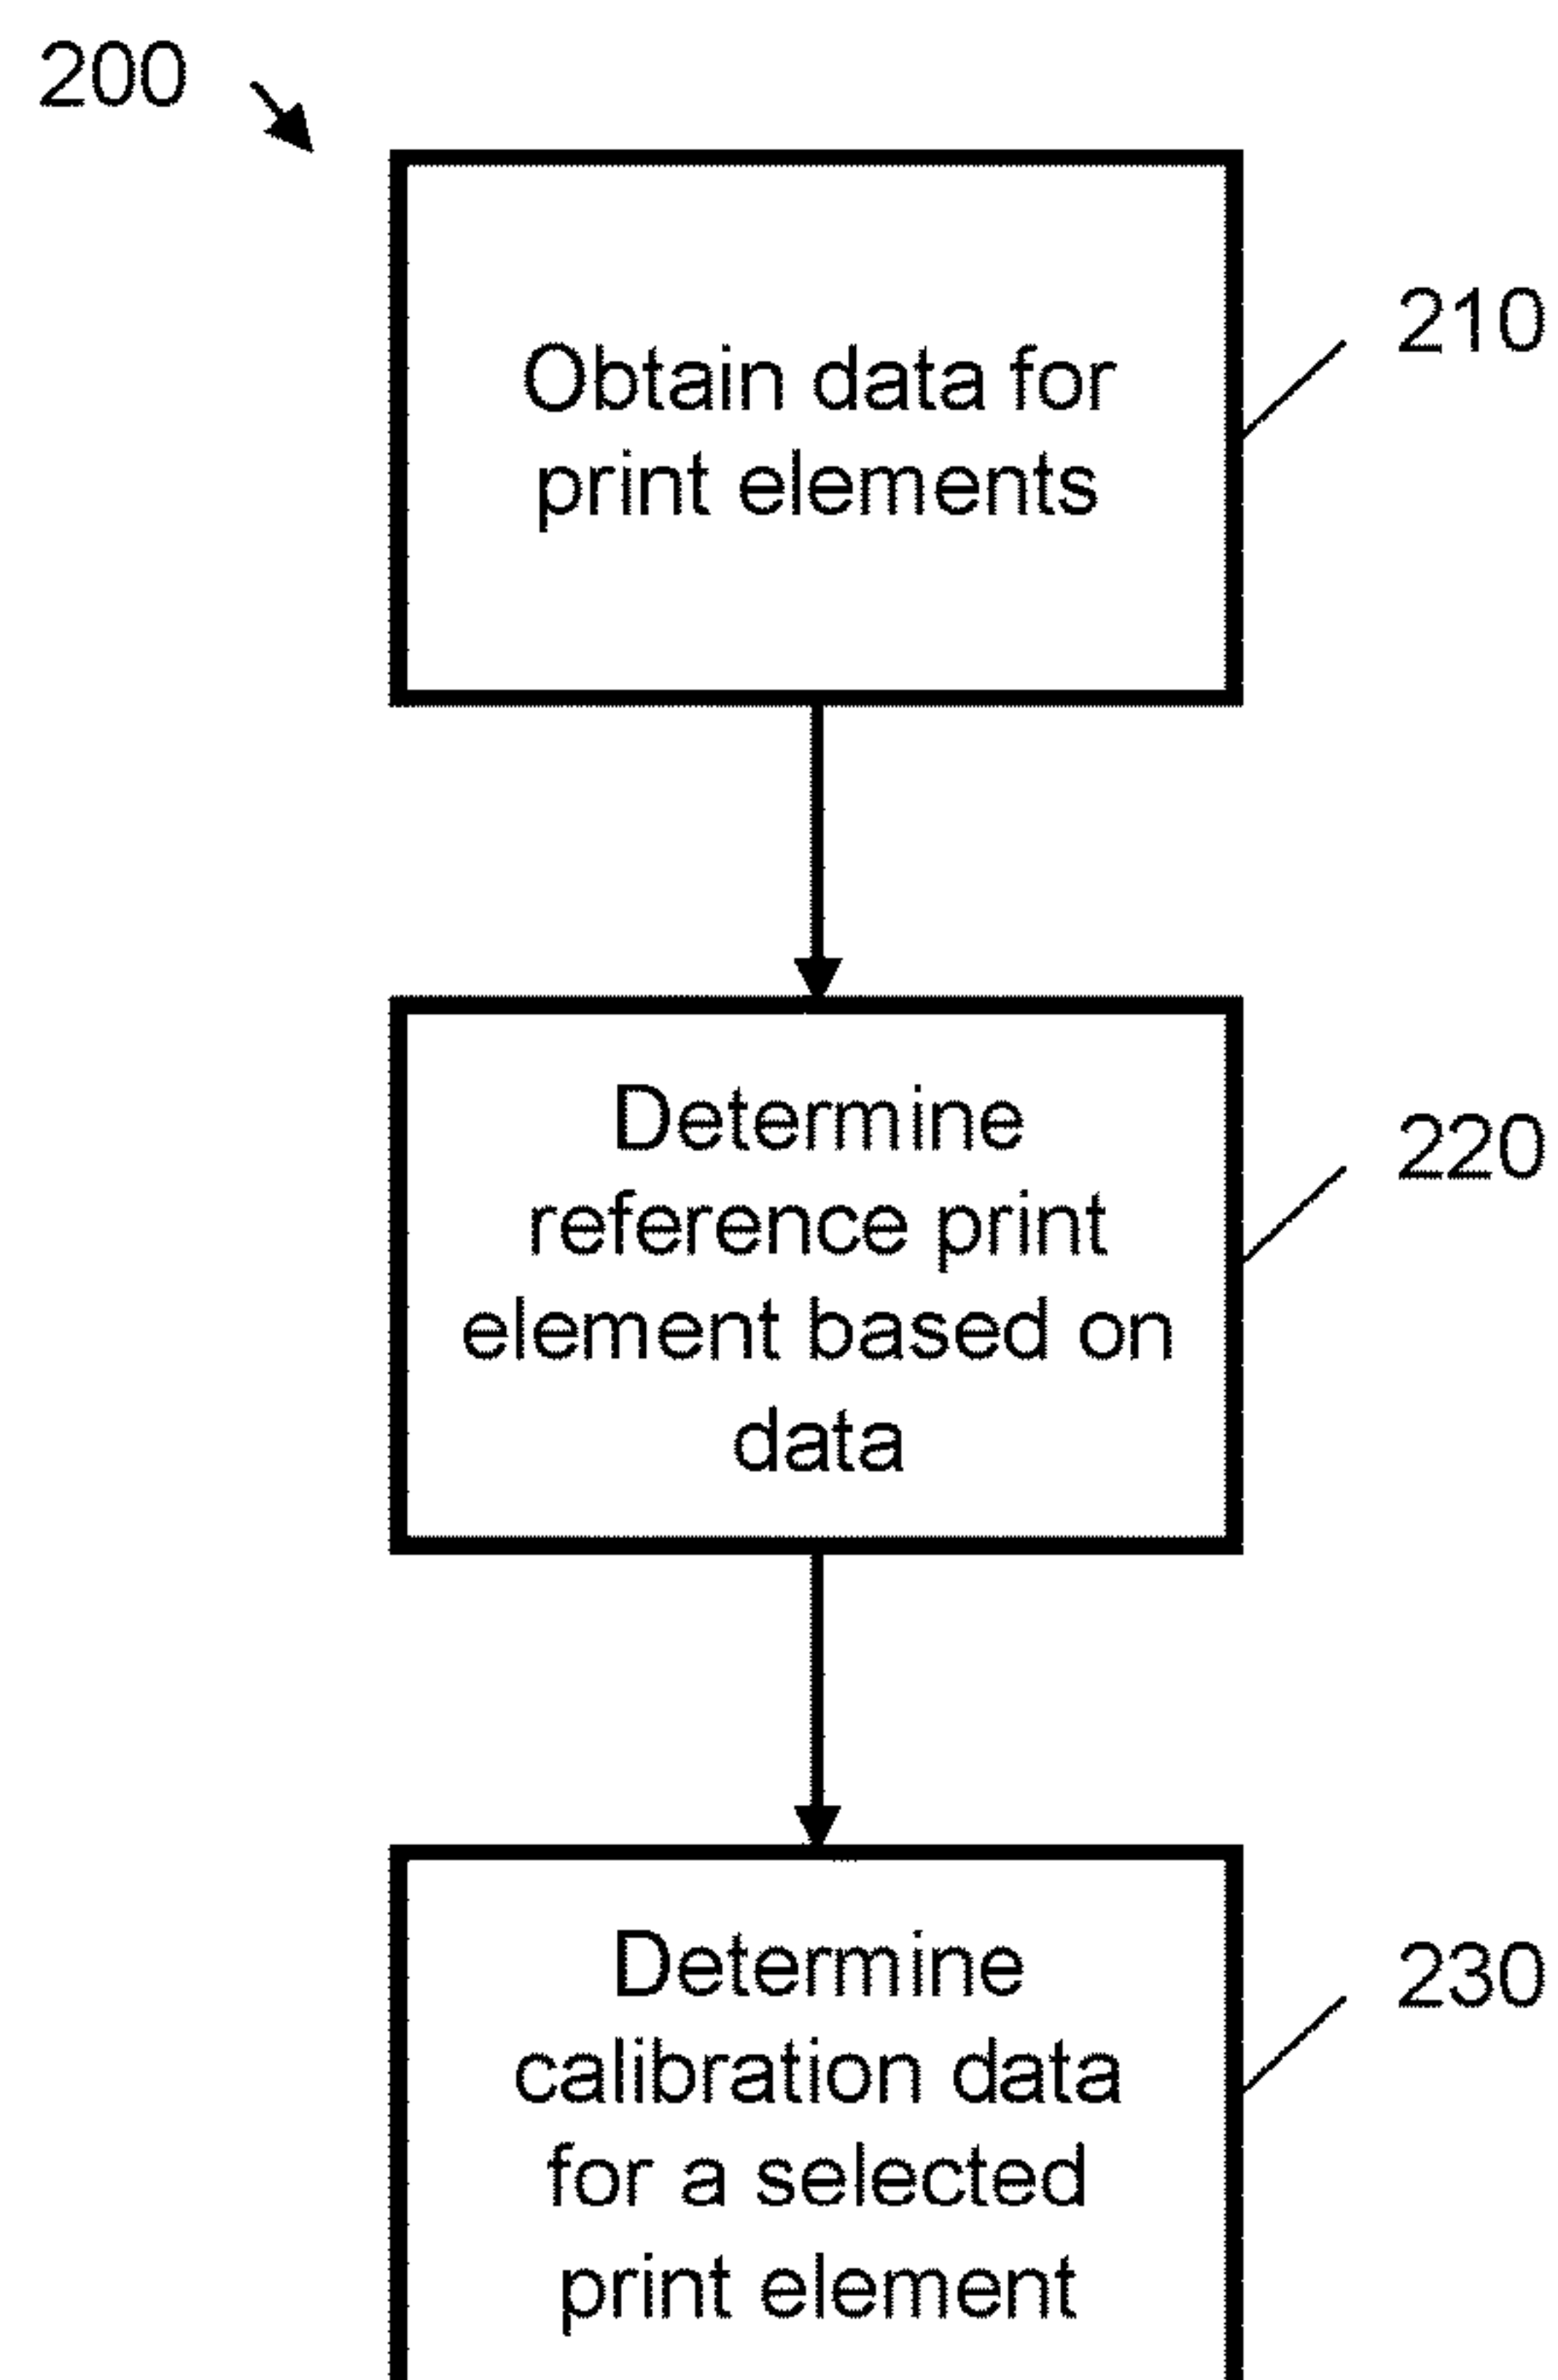 200
210
Obtain data for
print elements
220
Determine
reference print
element based on
data
230
Determine
calibration data
for a selected
print element